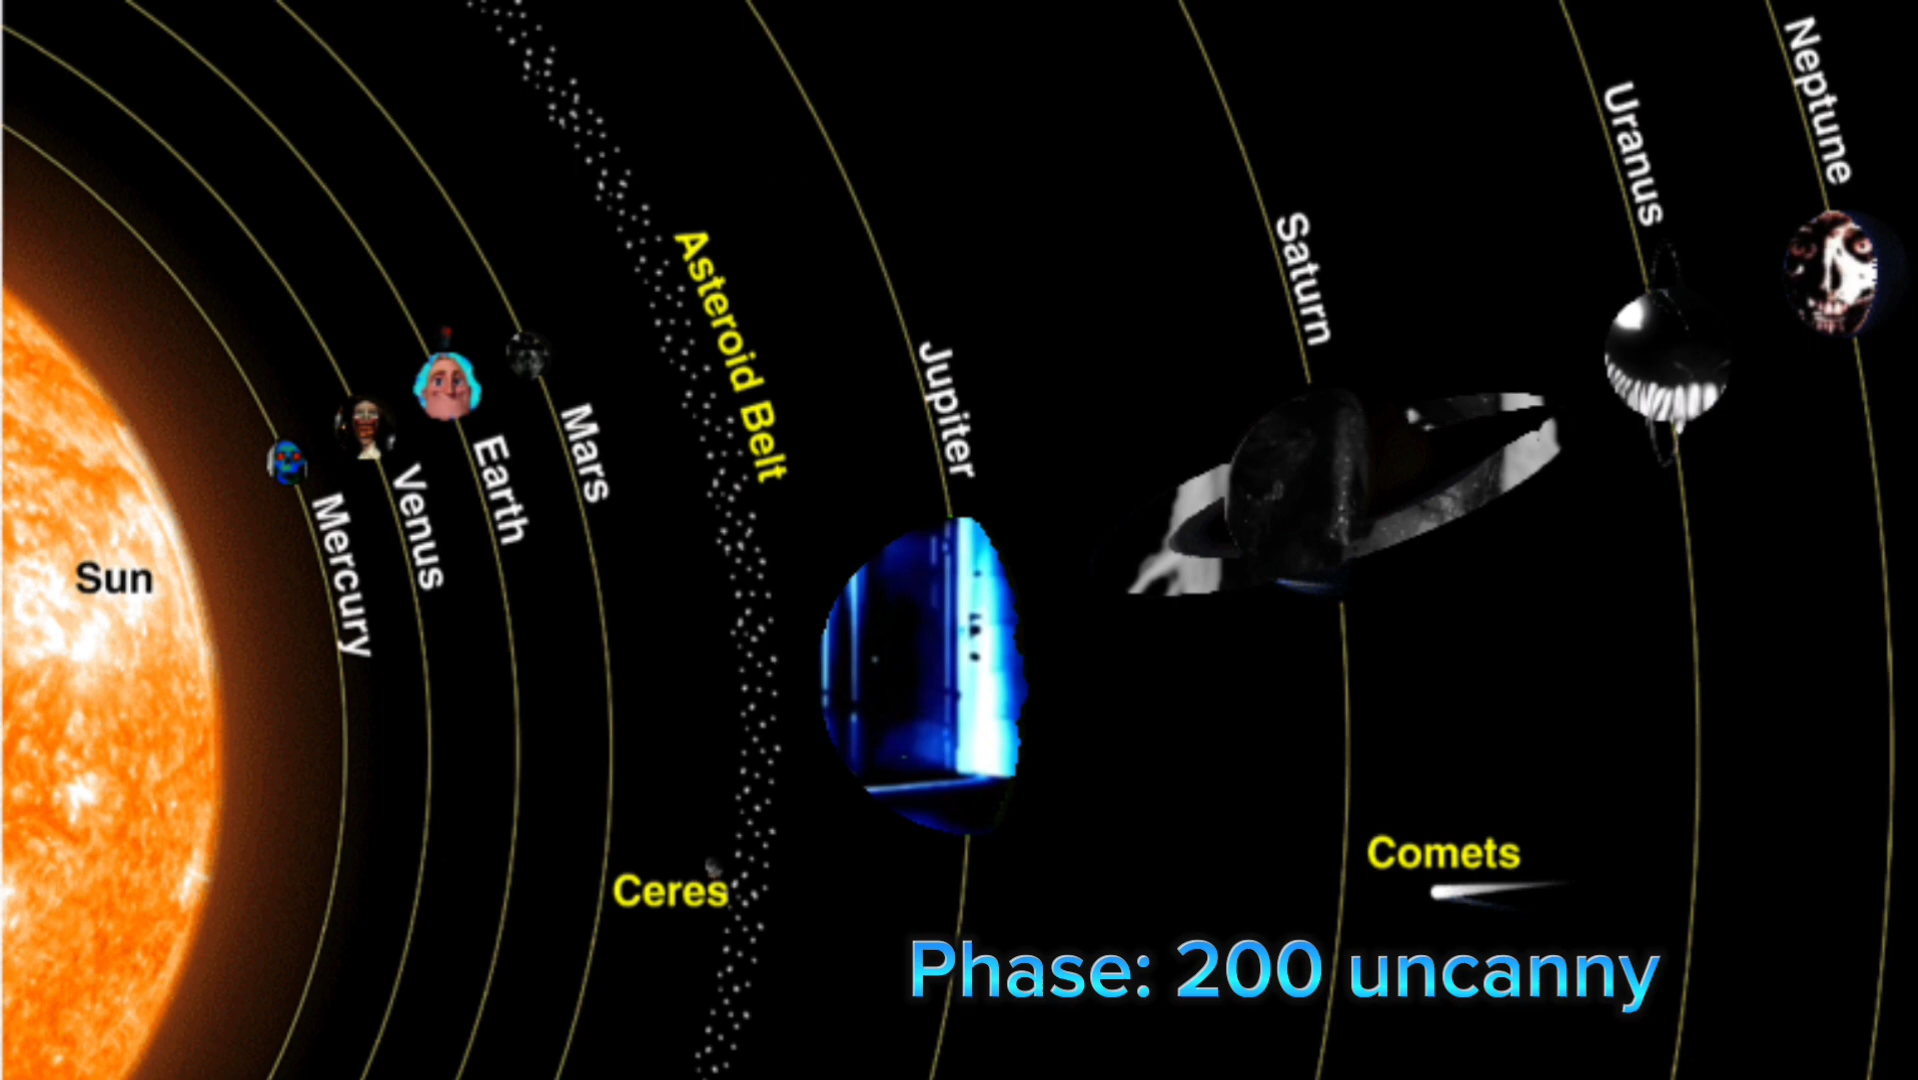 Sun
Mercury
Venus
Earth
Mars
Asteroid Belt
Ceres
Jupiter
Saturn
Uranus
Neptune
Comets
Phase: 200 uncanny